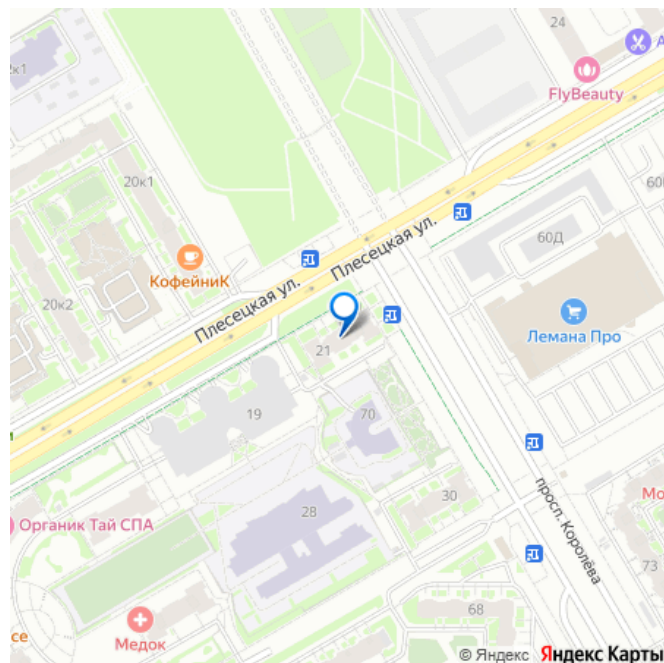 24
FlyBeauty
2к1
20к1
60Д
КофейниК
Плесецкая ул.
Плесецкая ул.
20к2
Лемана Про
21
19
70
30
28
просп. Королёва
Органик Тай СПА
73
68
Медок
© Яндекс Яндекс Карты